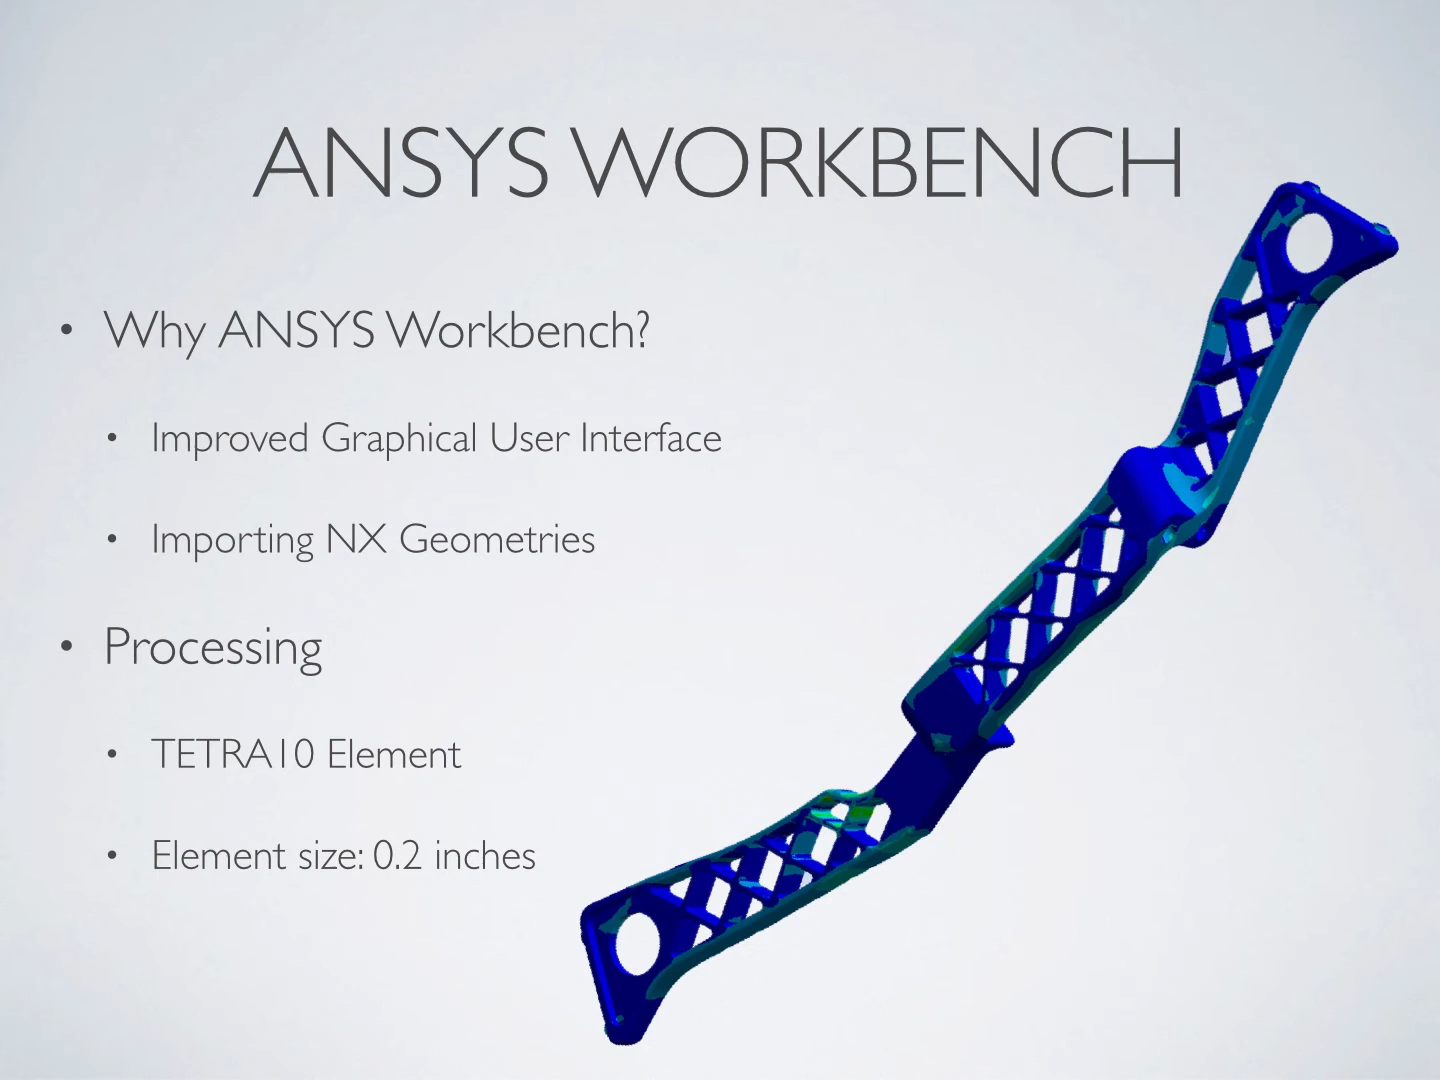 ANSYS WORKBENCH
• Why ANSYS Workbench?
• Improved Graphical User Interface
• Importing NX Geometries
• Processing
• TETRA10 Element
• Element size: 0.2 inches